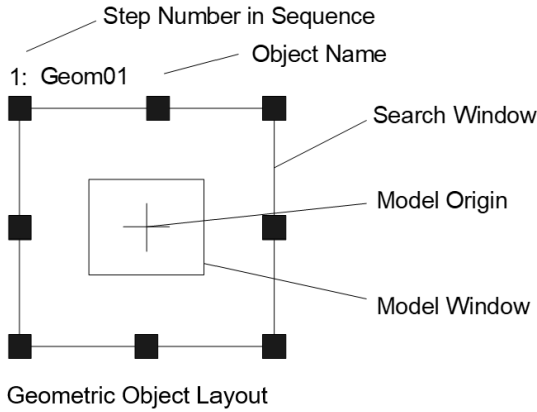 Step Number in Sequence
Object Name
1: Geom01
Search Window
Model Origin
Model Window
Geometric Object Layout